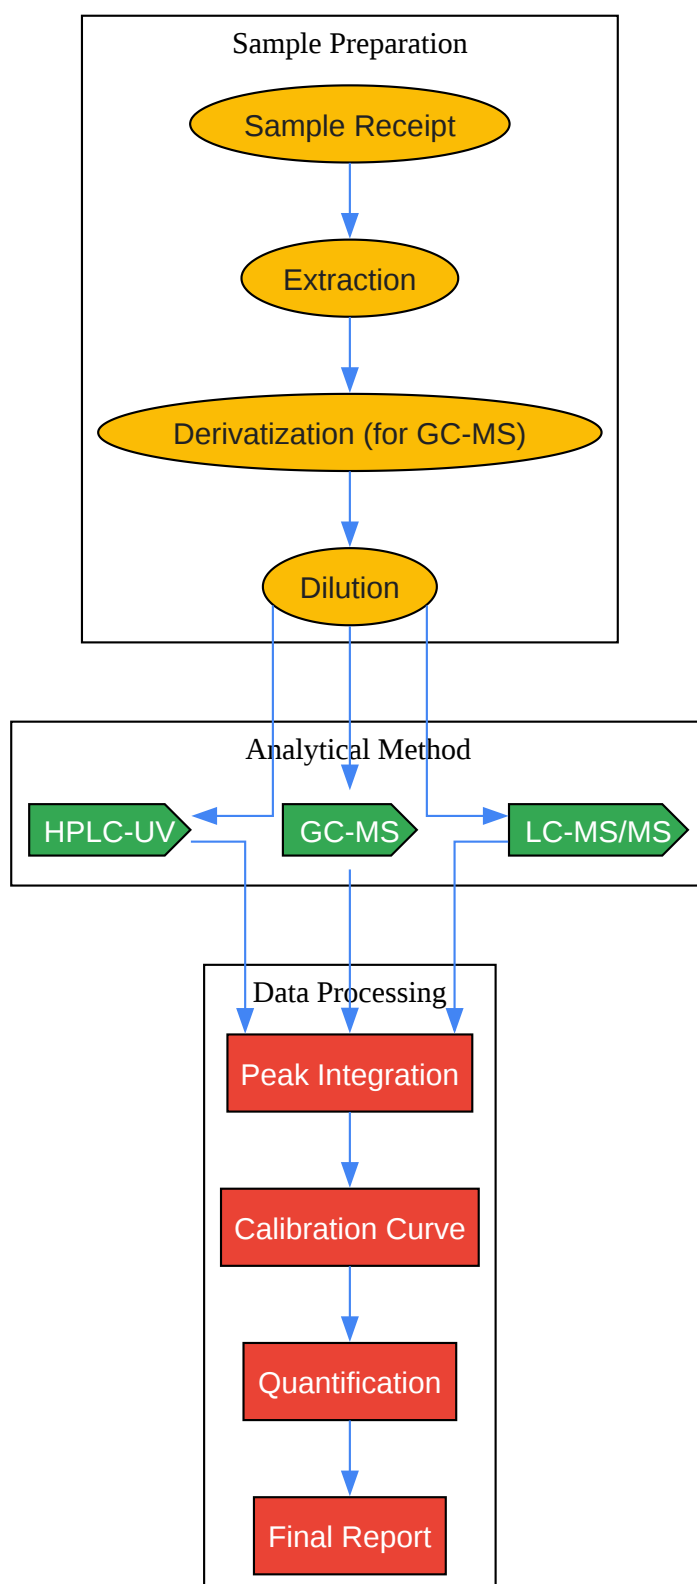 Sample Preparation
Sample Receipt
Extraction
Derivatization (for GC-MS)
Dilution
Analytical Method
HPLC-UV
GC-MS
LC-MS/MS
Data Processing
Peak Integration
Calibration Curve
Quantification
Final Report